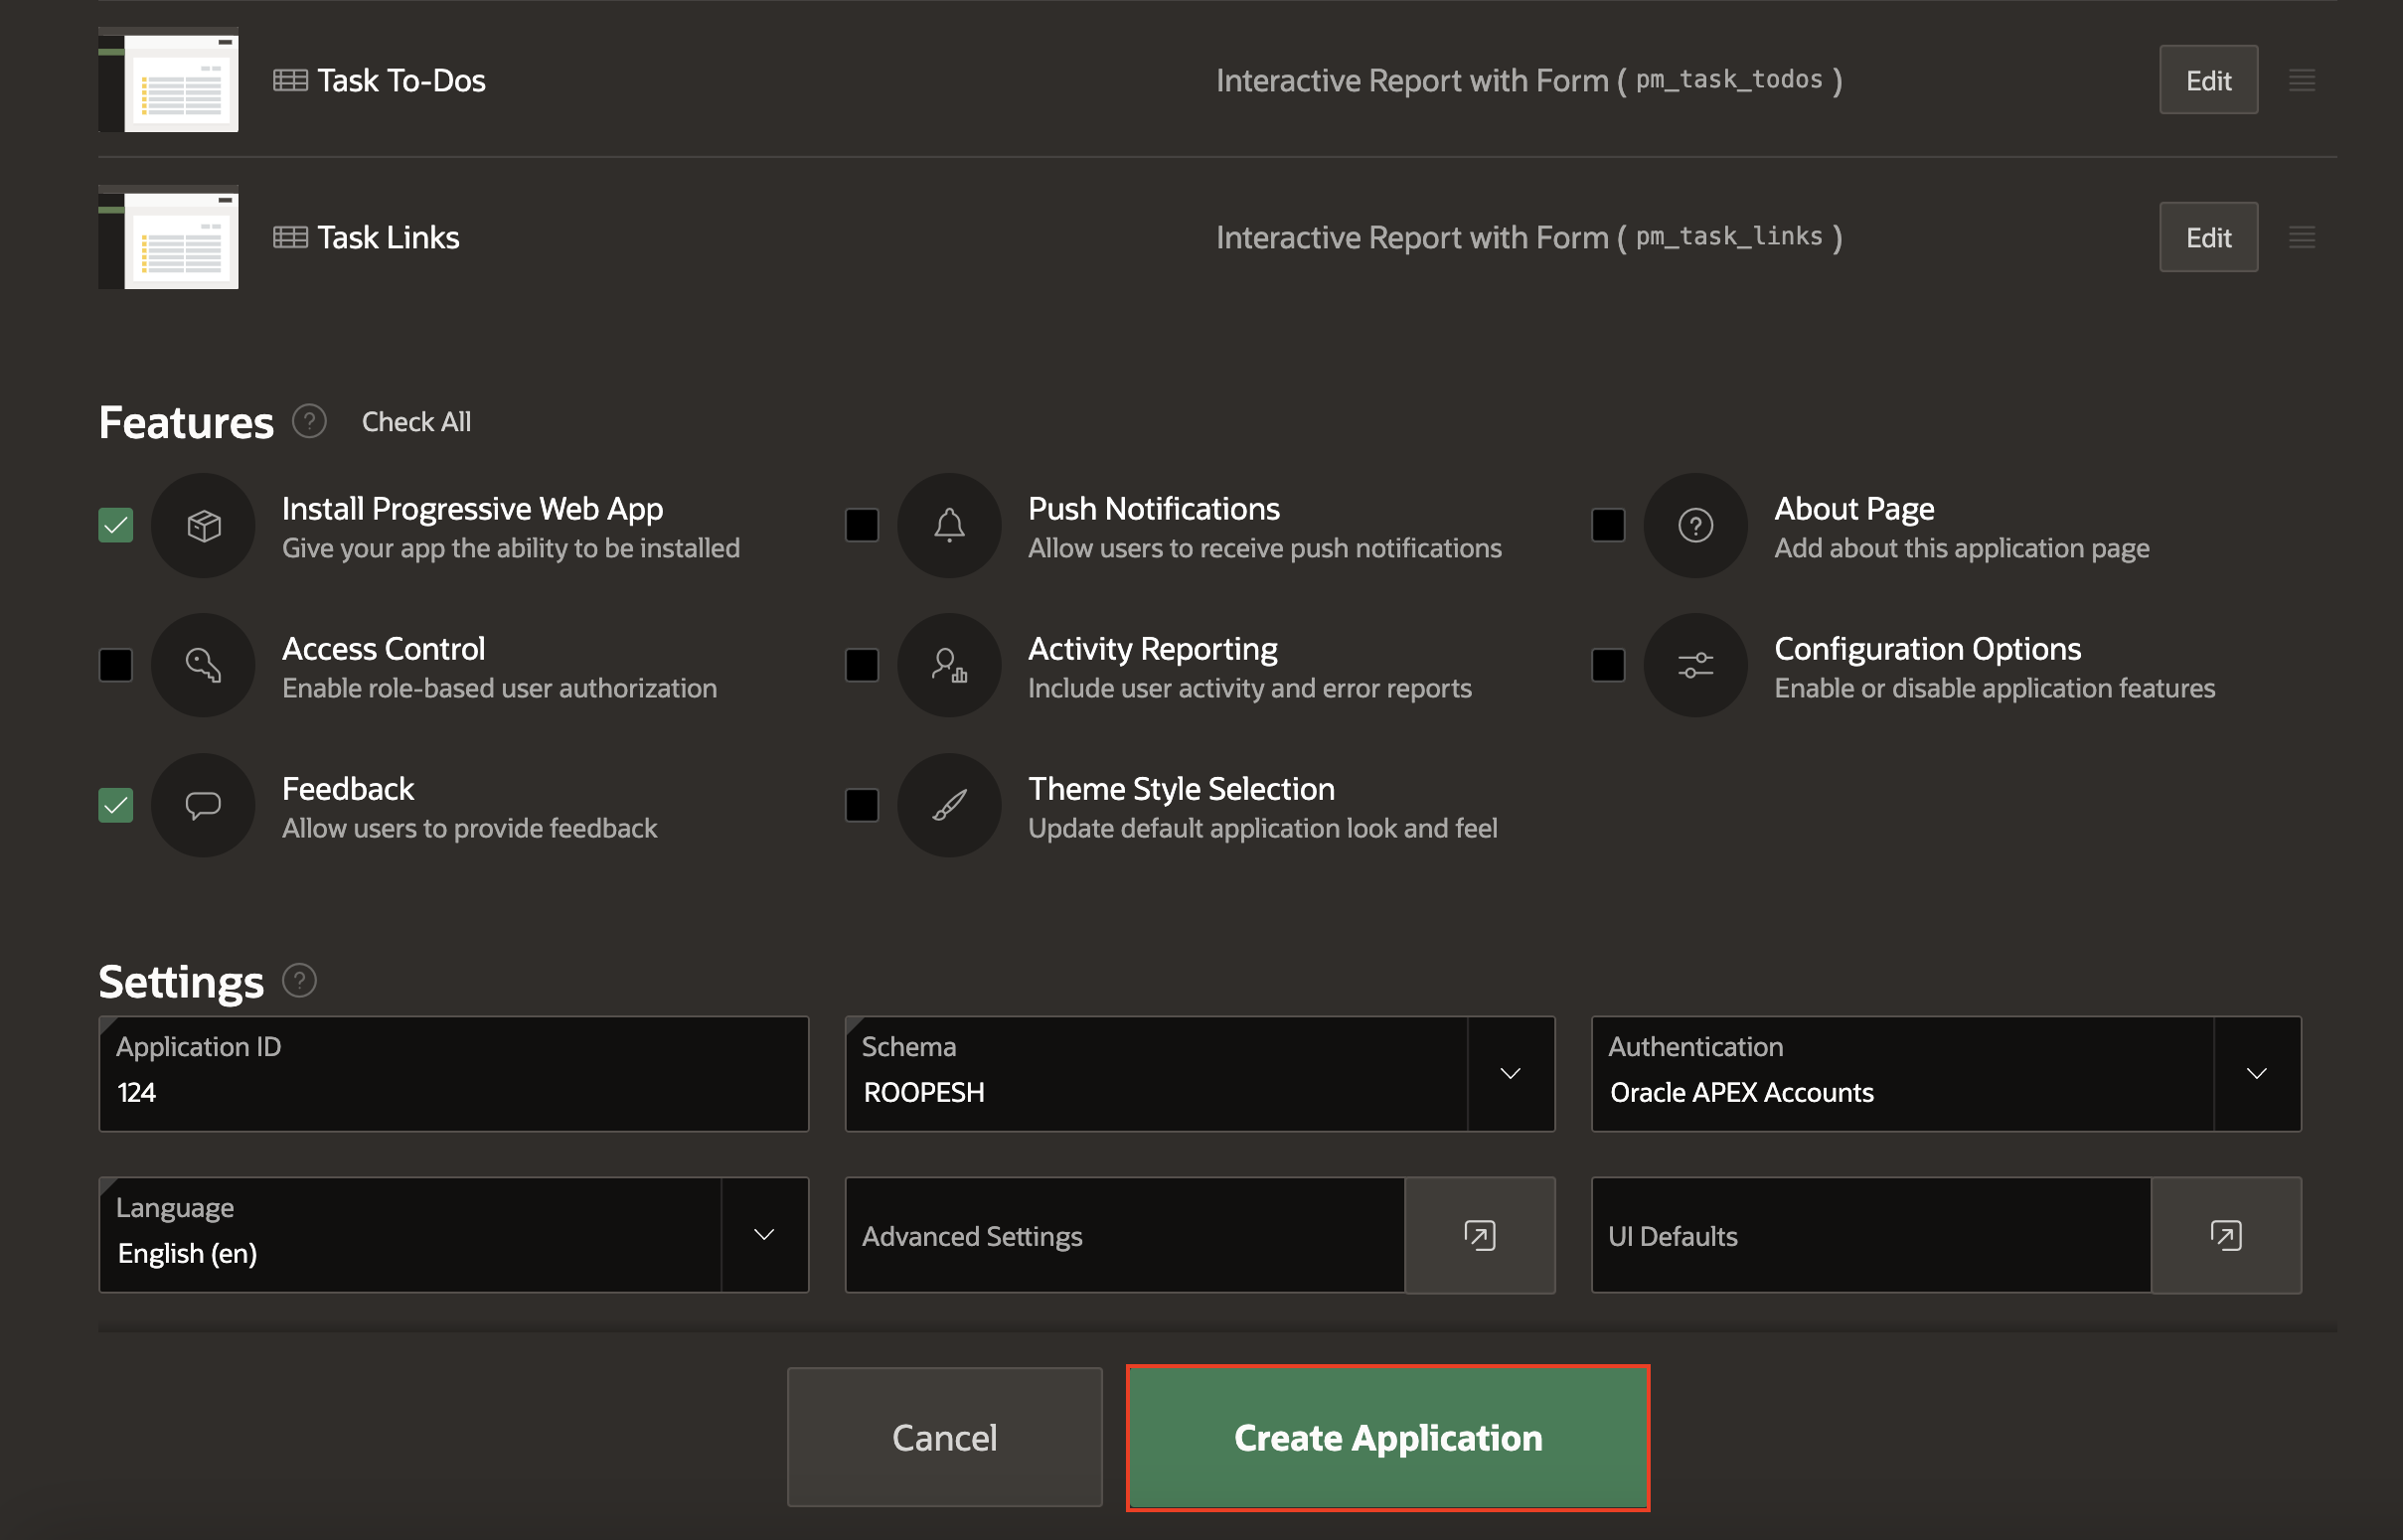 Task To-Dos
Interactive Report with Form ( pm_task_todos )
Edit
Task Links
Interactive Report with Form ( pm_task_links )
Edit
Features ? Check All
Install Progressive Web App
Give your app the ability to be installed
Push Notifications
Allow users to receive push notifications
? About Page
Add about this application page
Access Control
Enable role-based user authorization
Activity Reporting
Include user activity and error reports
Configuration Options
Enable or disable application features
Feedback
Allow users to provide feedback
Theme Style Selection
Update default application look and feel
Settings ?
Application ID
124
Schema
ROOPESH
Authentication
Oracle APEX Accounts
Language
English (en)
Advanced Settings
UI Defaults
Cancel
Create Application